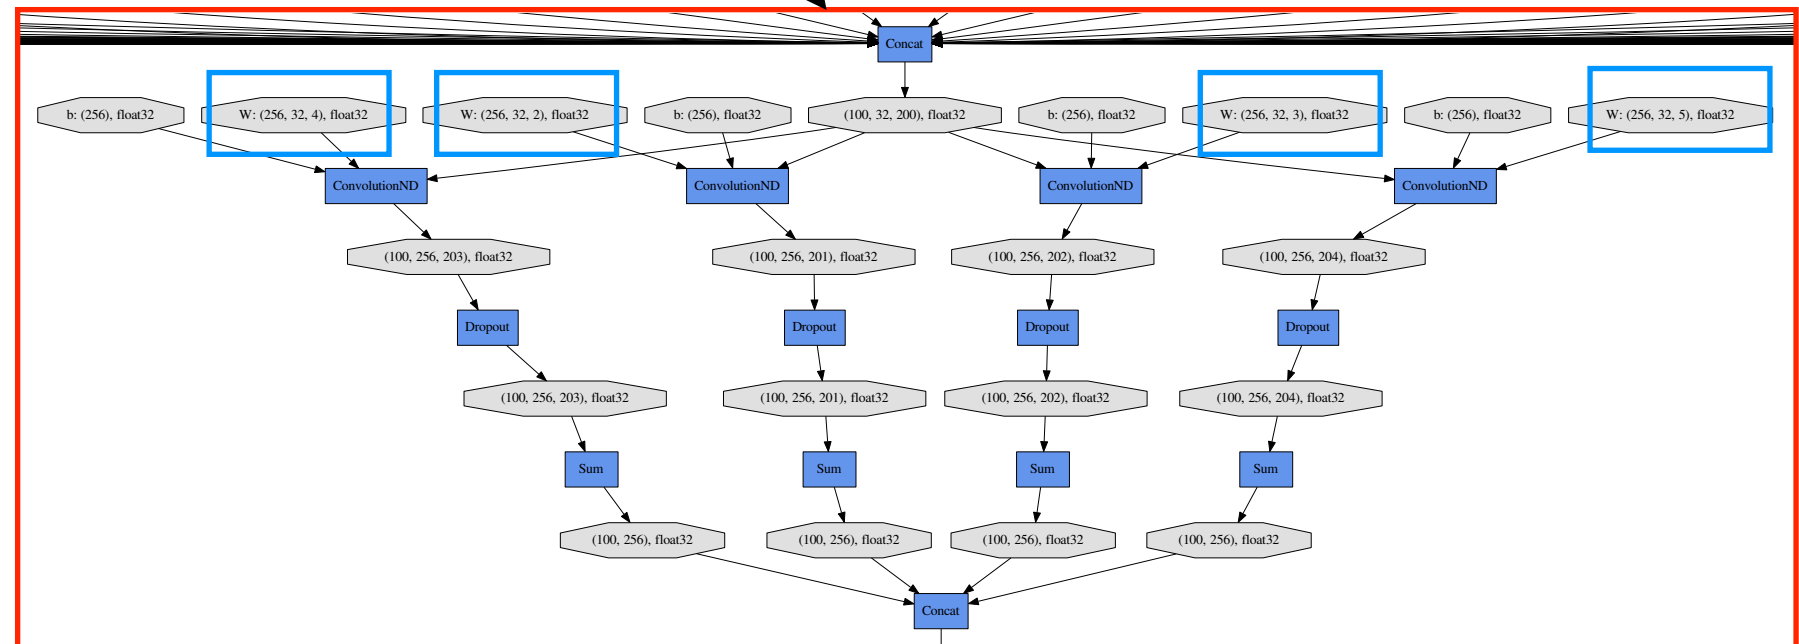 Concat
b: (256), float32
W: (256, 32, 4), float32
W: (256, 32, 2), float32
b: (256), float32
(100, 32, 200), float32
b: (256), float32
W: (256, 32, 3), float32
b: (256), float32
W: (256, 32, 5), float32
ConvolutionND
ConvolutionND
ConvolutionND
ConvolutionND
(100, 256, 203), float32
(100, 256, 201), float32
(100, 256, 202), float32
(100, 256, 204), float32
Dropout
Dropout
Dropout
Dropout
(100, 256, 203), float32
(100, 256, 201), float32
(100, 256, 202), float32
(100, 256, 204), float32
Sum
Sum
Sum
Sum
(100, 256), float32
(100, 256), float32
(100, 256), float32
(100, 256), float32
Concat